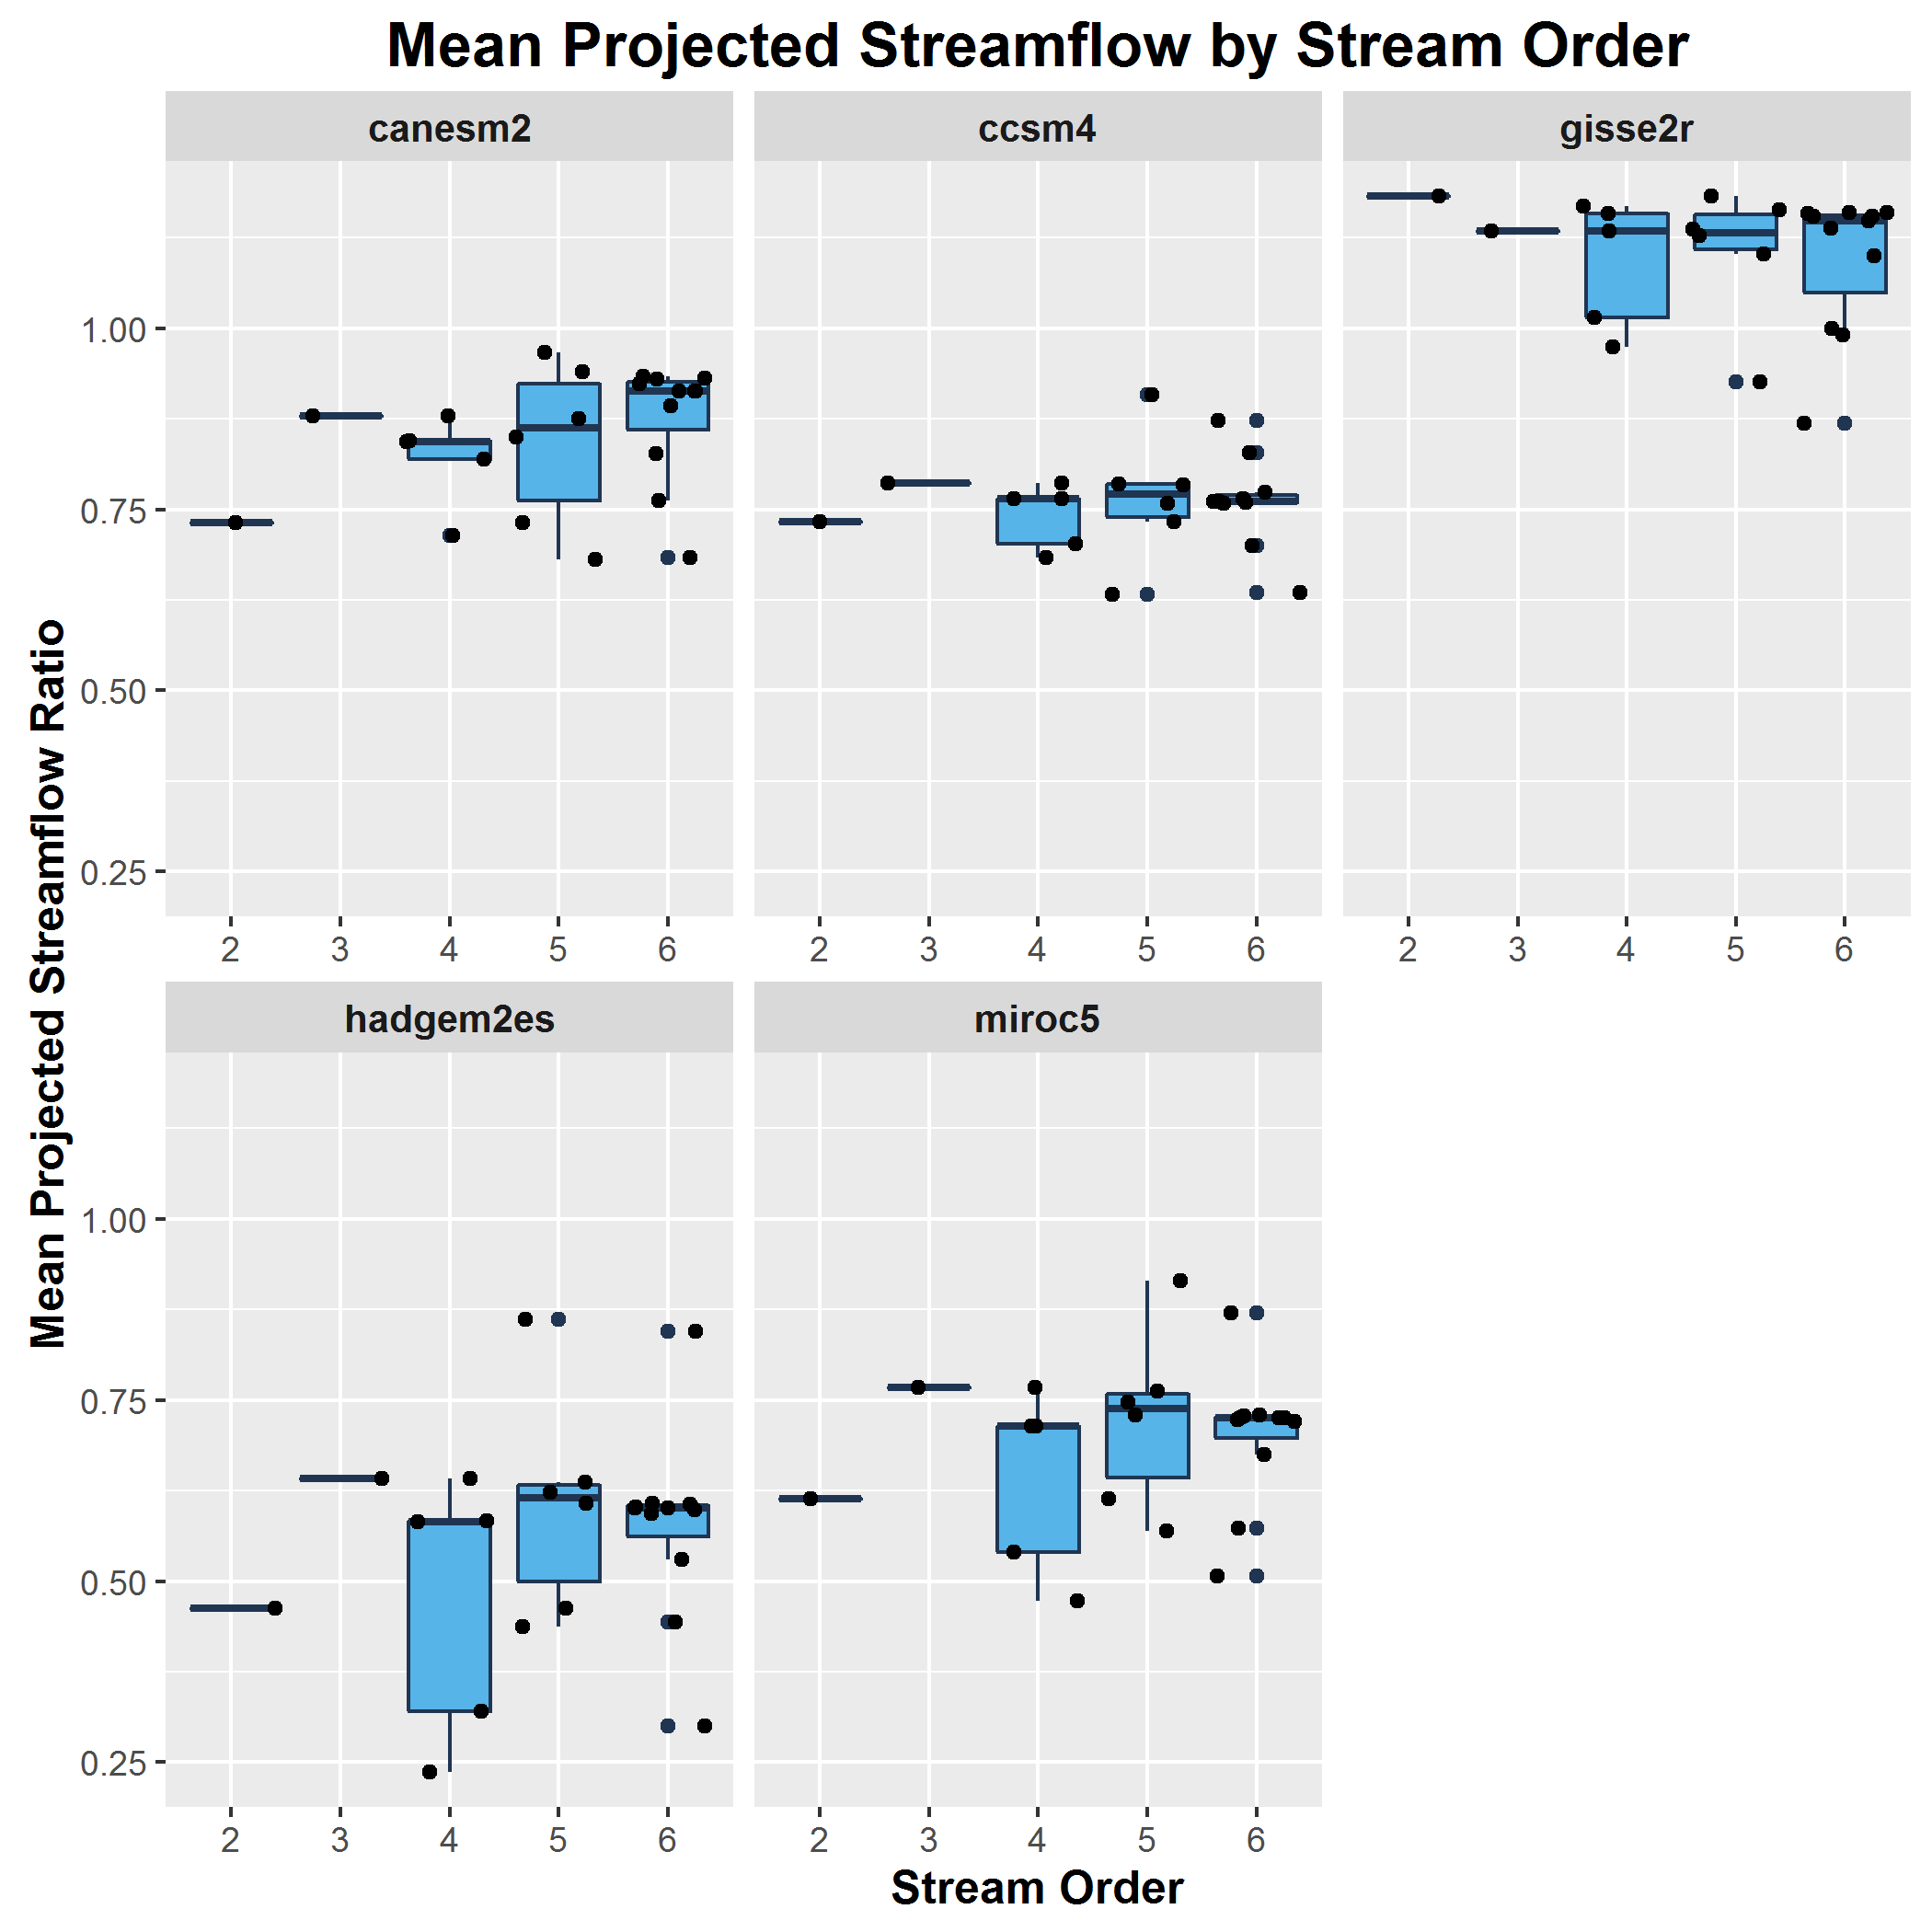 Mean Projected Streamflow by Stream Order
canesm2
ccsm4
gisse2r
Mean Projected Streamflow Ratio
1.00
0.75
0.50
0.25
2 3 4 5 6
2 3 4 5 6
2 3 4 5 6
hadgem2es
miroc5
1.00
0.75
0.50
0.25
2 3 4 5 6
2 3 4 5 6
Stream Order